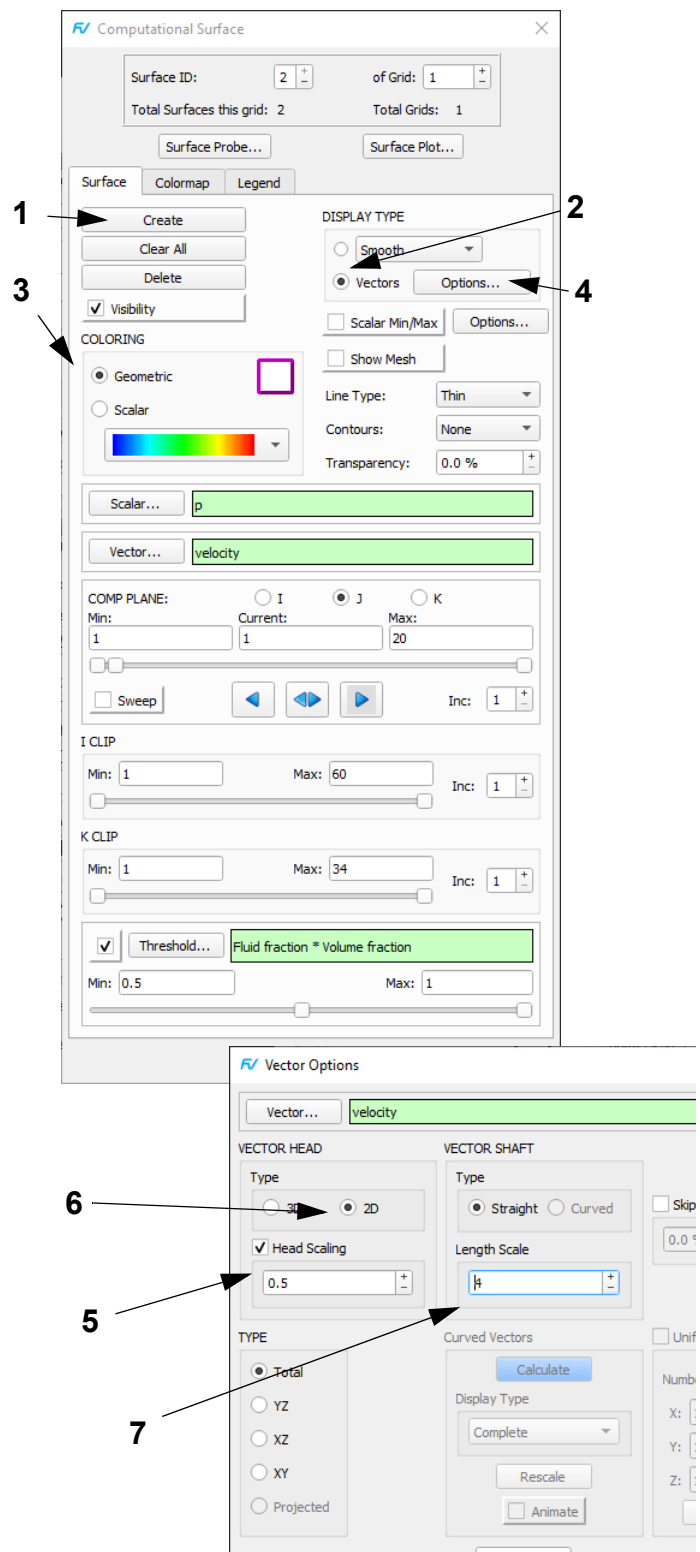 FV Computational Surface
Surface ID: 2 of Grid: 1
Total Surfaces this grid: 2 Total Grids: 1
Surface Probe... Surface Plot...
Surface Colormap Legend
1 Create DISPLAY TYPE 2
Clear All Smooth
Delete Vectors Options... 4
3 Visibility Scalar Min/Max Options...
COLORING
Show Mesh
Geometric
Line Type: Thin
Scalar
Contours: None
Transparency: 0.0 %
Scalar... p
Vector... velocity
COMP PLANE: I J K
Min: Current: Max:
1 1 20
Sweep Inc: 1
I CLIP
Min: 1 Max: 60 Inc: 1
K CLIP
Min: 1 Max: 34 Inc: 1
Threshold... Fluid fraction * Volume fraction
Min: 0.5 Max: 1
FV Vector Options
Vector... velocity
VECTOR HEAD VECTOR SHAFT
Type Type
6 3D 2D Straight Curved Skip
Head Scaling Length Scale 0.0 %
5 0.5 4
TYPE Curved Vectors Unif
Total Calculate Numbe
YZ Display Type X:
7 XZ Complete Y:
XY Rescale Z:
Projected Animate